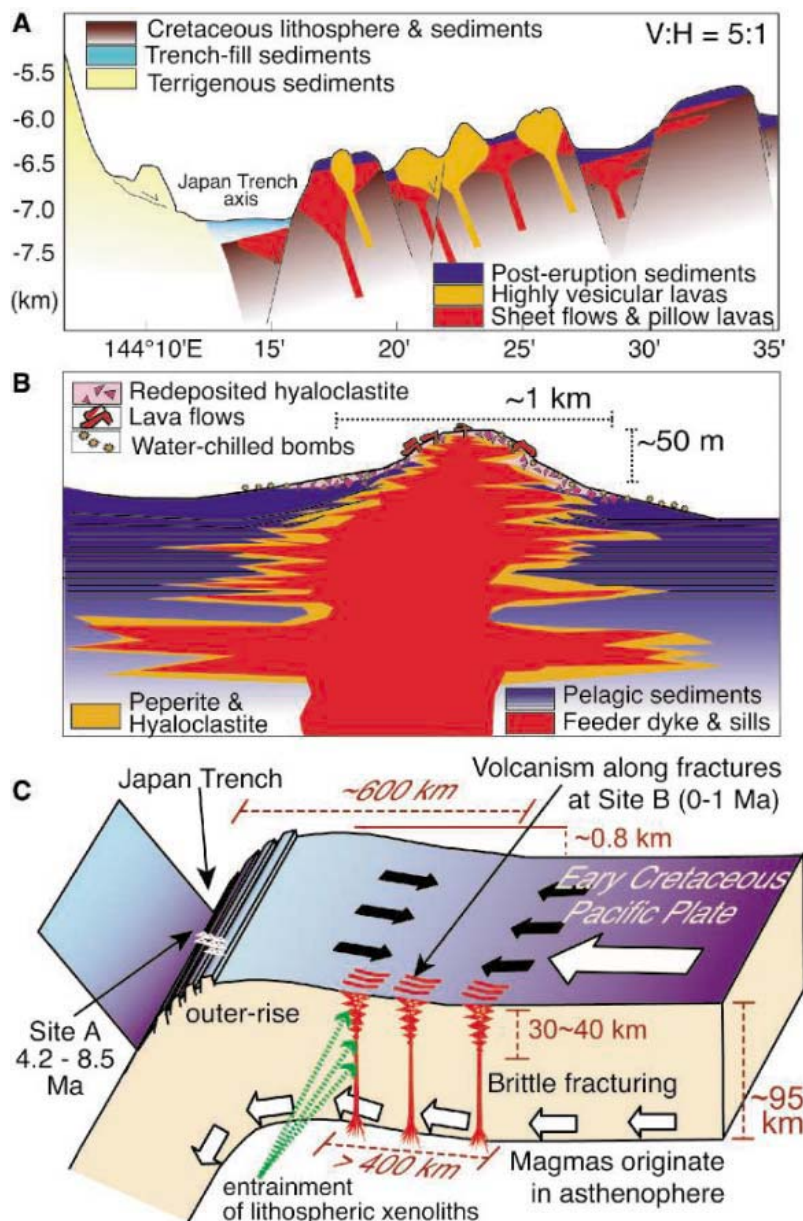 A
Cretaceous lithosphere & sediments
Trench-fill sediments
Terrigenous sediments
V:H = 5:1
-5.5
-6.0
-6.5
-7.0
-7.5
(km)
Japan Trench
axis
Post-eruption sediments
Highly vesicular lavas
Sheet flows & pillow lavas
144°10'E
15'
20'
25'
30'
35'
B
Redeposited hyaloclastite
Lava flows
Water-chilled bombs
~1 km
~50 m
Peperite &
Hyaloclastite
Pelagic sediments
Feeder dyke & sills
C
Japan Trench
Volcanism along fractures
at Site B (0-1 Ma)
~600 km
~0.8 km
Eary Cretaceous
Pacific Plate
Site A
4.2 - 8.5
Ma
outer-rise
30~40 km
Brittle fracturing
~95
km
> 400 km
entrainment
of lithospheric xenoliths
Magmas originate
in asthenophere